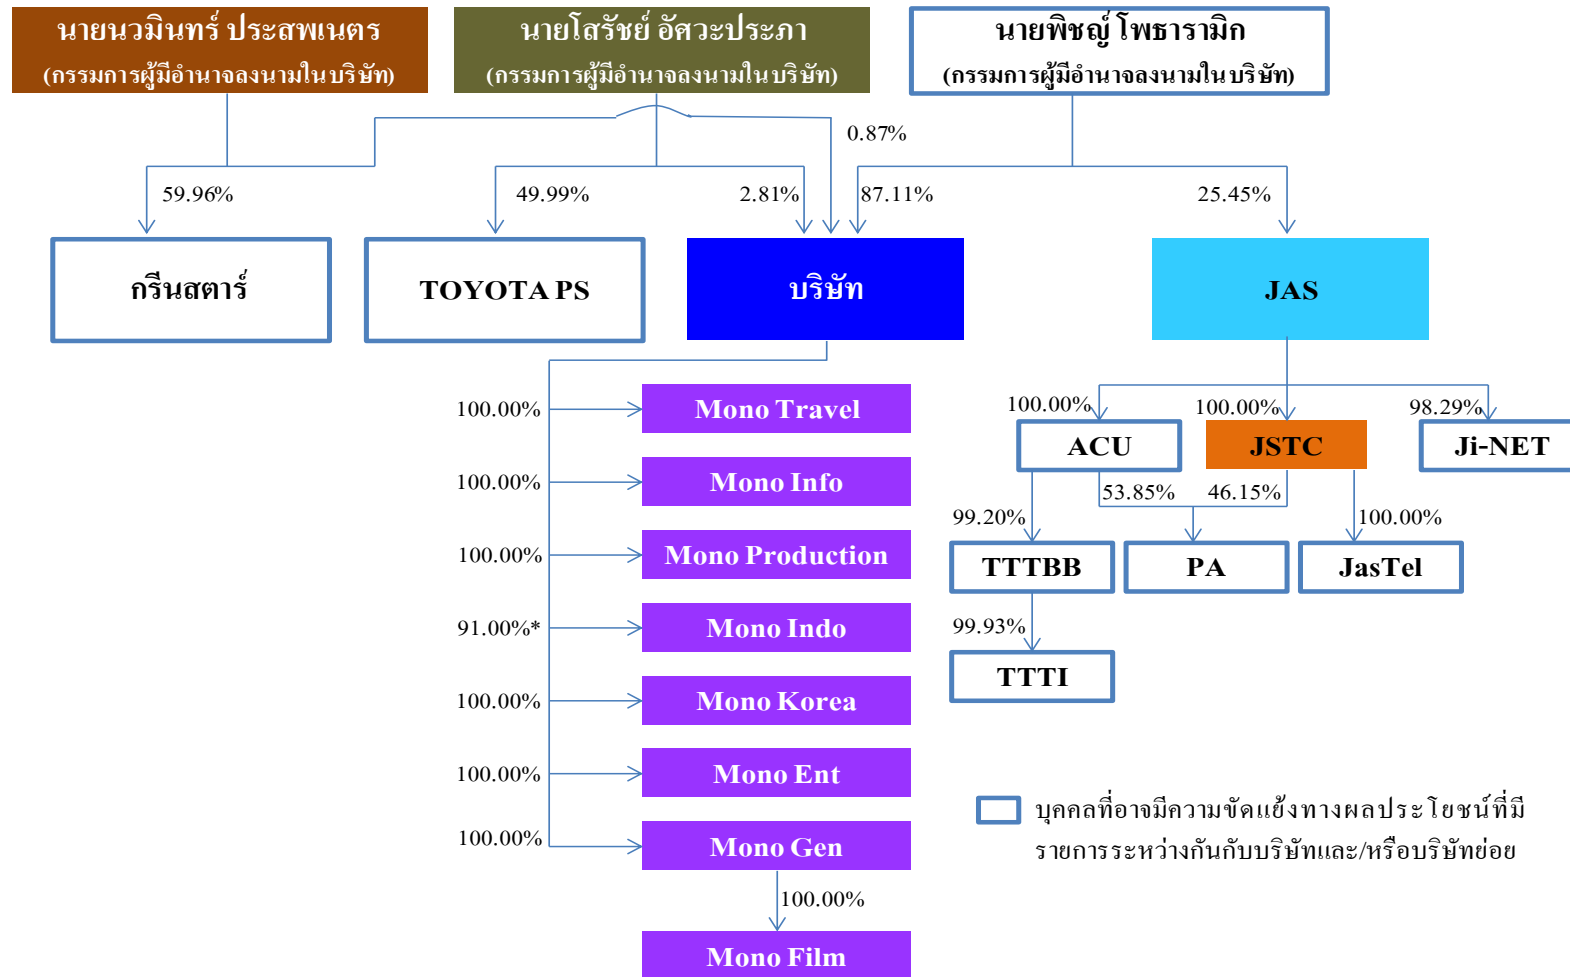 นายนวมินทร์ ประสพเนตร
(กรรมการผู้มีอำนาจลงนามในบริษัท)
นายโสรัชย์ อัศวะประภา
(กรรมการผู้มีอำนาจลงนามในบริษัท)
นายพิชญ์ โพธารามิก
(กรรมการผู้มีอำนาจลงนามในบริษัท)
0.87%
59.96%
49.99%
2.81%
87.11%
25.45%
กรีนสตาร์
TOYOTA PS
บริษัท
JAS
100.00%
Mono Travel
100.00%
Mono Info
100.00%
Mono Production
91.00%*
Mono Indo
100.00%
Mono Korea
100.00%
Mono Ent
100.00%
Mono Gen
100.00%
Mono Film
100.00%
100.00%
98.29%
ACU
JSTC
Ji-NET
53.85%
46.15%
99.20%
100.00%
TTTBB
PA
JasTel
99.93%
TTTI
บุคคลที่อาจมีความขัดแย้งทางผลประโยชน์ที่มี
รายการระหว่างกันกับบริษัทและ/หรือบริษัทย่อย